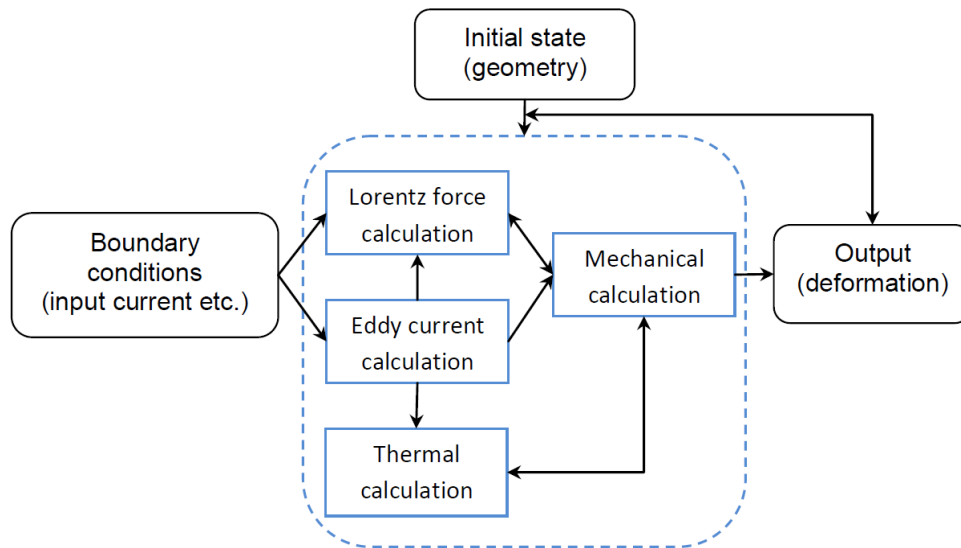 Initial state
(geometry)
Lorentz force
calculation
Boundary
conditions
(input current etc.)
Mechanical
calculation
Output
(deformation)
Eddy current
calculation
Thermal
calculation